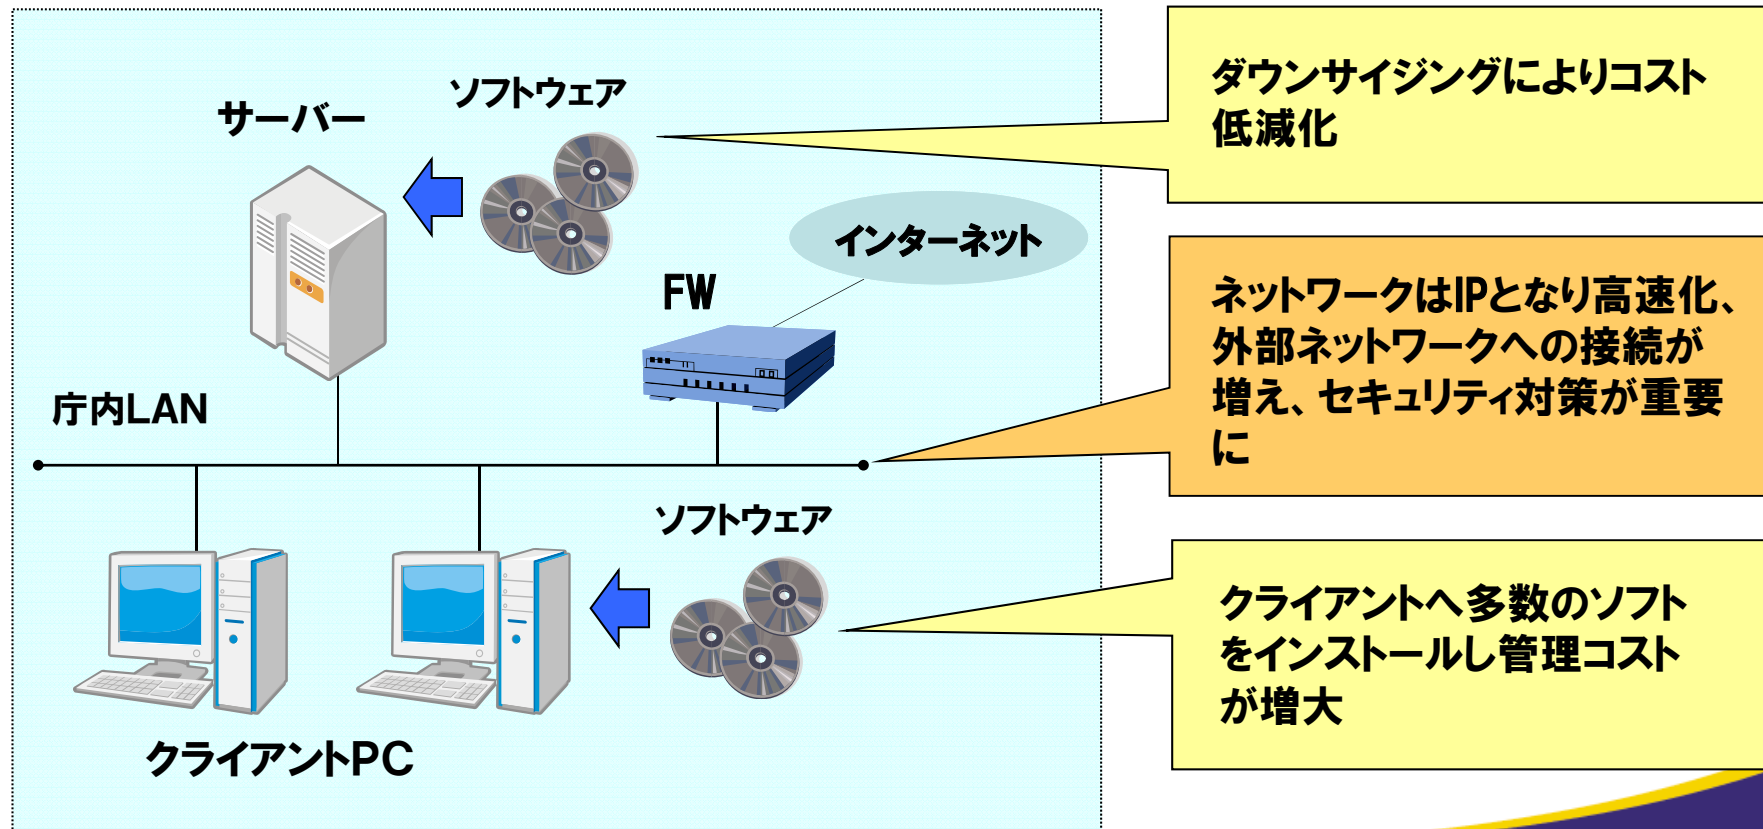 ソフトウェア
サーバー
インターネット
FW
庁内LAN
ソフトウェア
クライアントPC
ダウンサイジングによりコスト
低減化
ネットワークはIPとなり高速化、
外部ネットワークへの接続が
増え、セキュリティ対策が重要
に
クライアントへ多数のソフト
をインストールし管理コスト
が増大